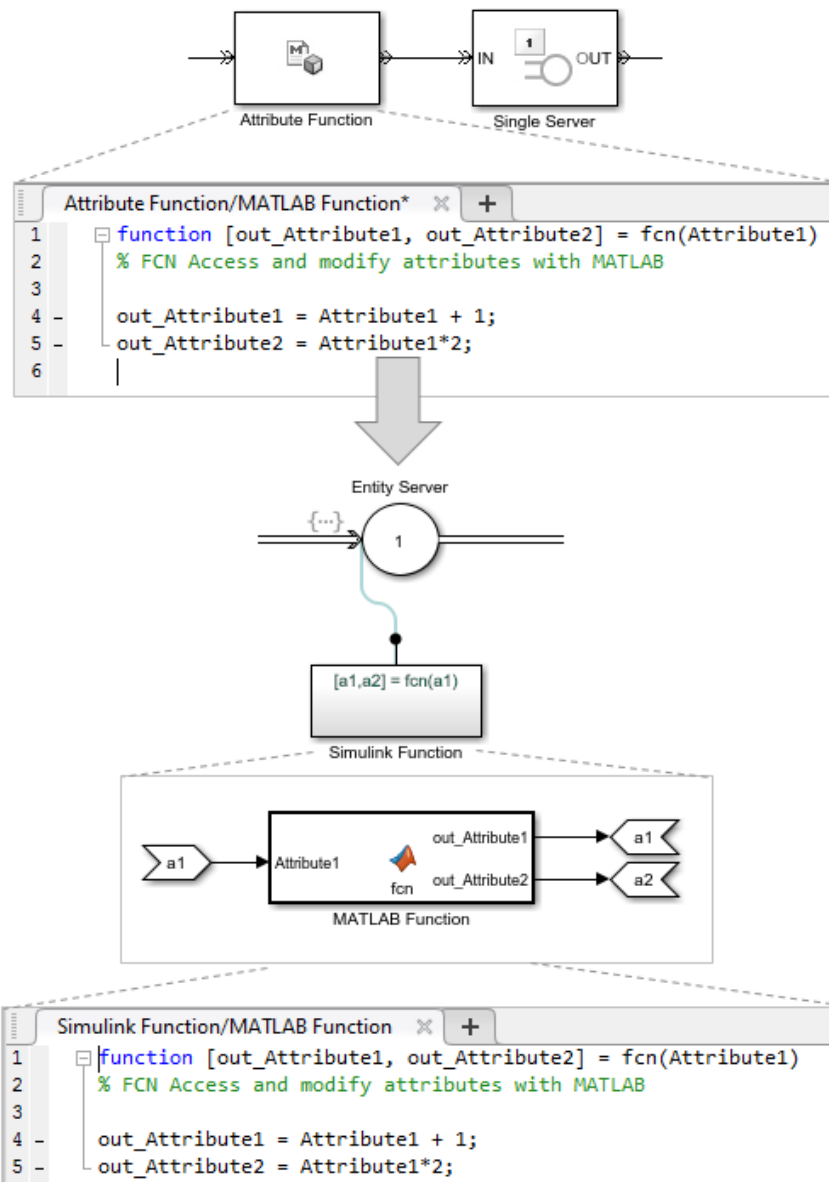 1
IN
OUT
Attribute Function
Single Server
Attribute Function/MATLAB Function*
1 function [out_Attribute1, out_Attribute2] = fcn(Attribute1)
2 % FCN Access and modify attributes with MATLAB
3
4 - out_Attribute1 = Attribute1 + 1;
5 - out_Attribute2 = Attribute1*2;
6
Entity Server
{···}
1
[a1,a2] = fcn(a1)
Simulink Function
a1
Attribute1
fcn
out_Attribute1
out_Attribute2
a1
a2
MATLAB Function
Simulink Function/MATLAB Function
1 function [out_Attribute1, out_Attribute2] = fcn(Attribute1)
2 % FCN Access and modify attributes with MATLAB
3
4 - out_Attribute1 = Attribute1 + 1;
5 - out_Attribute2 = Attribute1*2;